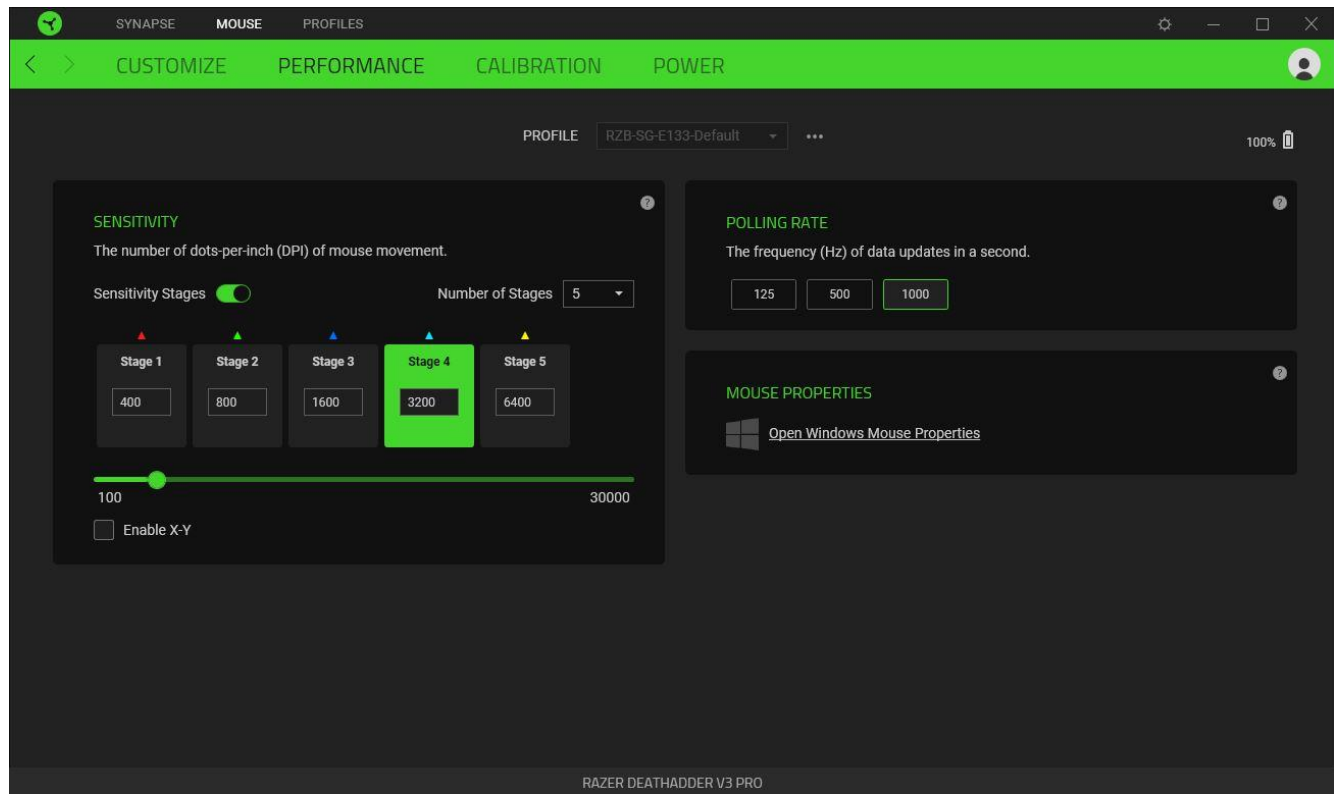 SYNAPSE MOUSE PROFILES
CUSTOMIZE PERFORMANCE CALIBRATION POWER
PROFILE RZB-SG-E133-Default
100%
SENSITIVITY
The number of dots-per-inch (DPI) of mouse movement.
Sensitivity Stages Number of Stages 5
Stage 1 Stage 2 Stage 3 Stage 4 Stage 5
400 800 1600 3200 6400
100 30000
Enable X-Y
?
POLLING RATE
The frequency (Hz) of data updates in a second.
125 500 1000
?
MOUSE PROPERTIES
Open Windows Mouse Properties
?
RAZER DEATHADDER V3 PRO